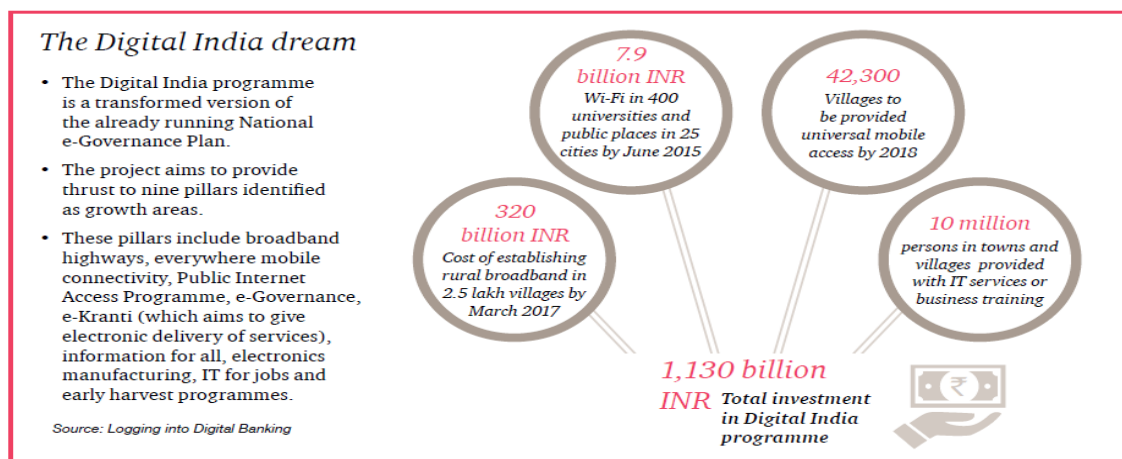 The Digital India dream
• The Digital India programme
is a transformed version of
the already running National
e-Governance Plan.
• The project aims to provide
thrust to nine pillars identified
as growth areas.
• These pillars include broadband
highways, everywhere mobile
connectivity, Public Internet
Access Programme, e-Governance,
e-Kranti (which aims to give
electronic delivery of services),
information for all, electronics
manufacturing, IT for jobs and
early harvest programmes.
Source: Logging into Digital Banking
320
billion INR
Cost of establishing
rural broadband in
2.5 lakh villages by
March 2017
7.9
billion INR
Wi-Fi in 400
universities and
public places in 25
cities by June 2015
42,300
Villages to
be provided
universal mobile
access by 2018
10 million
persons in towns and
villages provided
with IT services or
business training
1,130 billion
INR Total investment
in Digital India
programme
₹